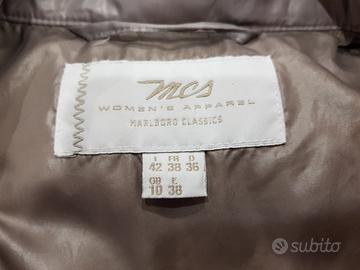 mcs
WOMEN'S APPAREL
MARLBORO CLASSICS
I FR D
42 38 36
GB E
10 38
subito